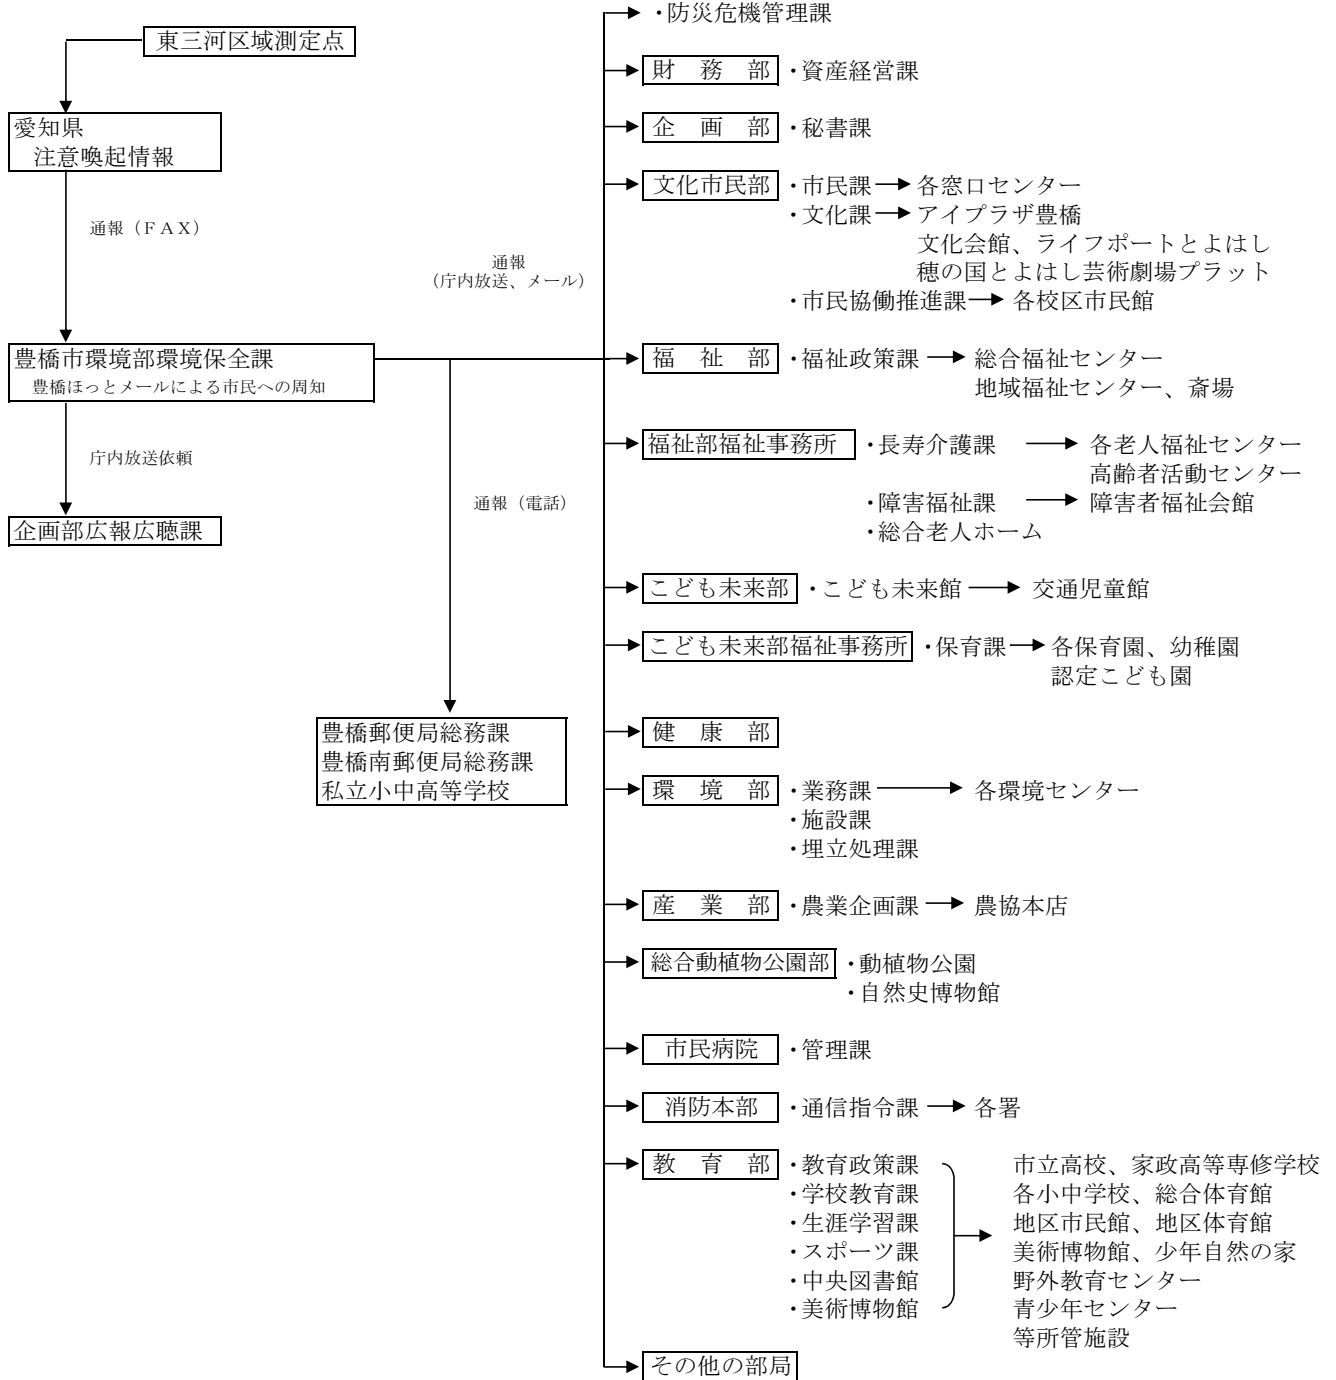 東三河区域測定点
愛知県
注意喚起情報
通報（ＦＡＸ）
豊橋市環境部環境保全課
豊橋ほっとメールによる市民への周知
庁内放送依頼
企画部広報広聴課
通報
（庁内放送、メール）
通報（電話）
豊橋郵便局総務課
豊橋南郵便局総務課
私立小中高等学校
・防災危機管理課
財　務　部 ・資産経営課
企　画　部 ・秘書課
文化市民部 ・市民課 → 各窓口センター
・文化課 → アイプラザ豊橋
文化会館、ライフポートとよはし
穂の国とよはし芸術劇場プラット
・市民協働推進課 → 各校区市民館
福　祉　部 ・福祉政策課 → 総合福祉センター
地域福祉センター、斎場
福祉部福祉事務所 ・長寿介護課 → 各老人福祉センター
高齢者活動センター
・障害福祉課 → 障害者福祉会館
・総合老人ホーム
こども未来部 ・こども未来館 → 交通児童館
こども未来部福祉事務所 ・保育課 → 各保育園、幼稚園
認定こども園
健　康　部
環　境　部 ・業務課 → 各環境センター
・施設課
・埋立処理課
産　業　部 ・農業企画課 → 農協本店
総合動植物公園部 ・動植物公園
・自然史博物館
市民病院 ・管理課
消防本部 ・通信指令課 → 各署
教　育　部 ・教育政策課 市立高校、家政高等専修学校
・学校教育課 各小中学校、総合体育館
・生涯学習課 地区市民館、地区体育館
・スポーツ課 → 美術博物館、少年自然の家
・中央図書館 野外教育センター
・美術博物館 青少年センター
等所管施設
その他の部局